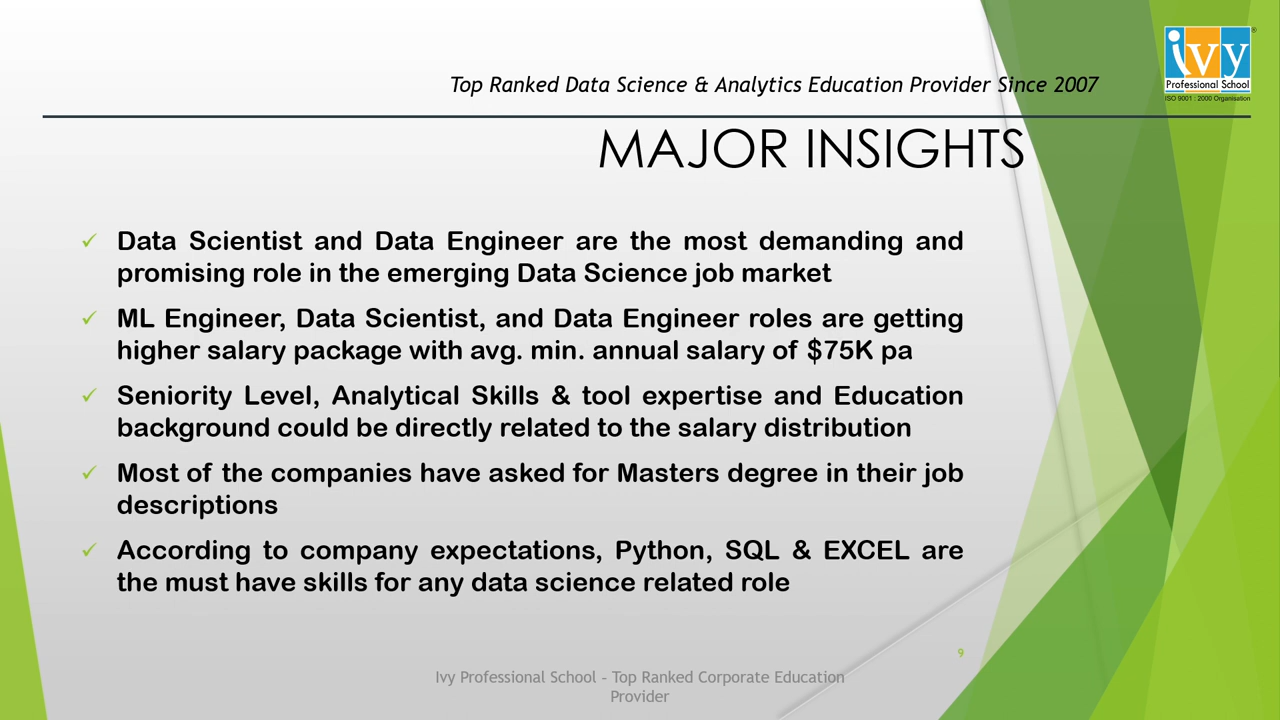 Top Ranked Data Science & Analytics Education Provider Since 2007
ivy®
Professional School
ISO 9001 : 2000 Organisation
MAJOR INSIGHTS
Data Scientist and Data Engineer are the most demanding and
promising role in the emerging Data Science job market
ML Engineer, Data Scientist, and Data Engineer roles are getting
higher salary package with avg. min. annual salary of $75K pa
Seniority Level, Analytical Skills & tool expertise and Education
background could be directly related to the salary distribution
Most of the companies have asked for Masters degree in their job
descriptions
According to company expectations, Python, SQL & EXCEL are
the must have skills for any data science related role
9
Ivy Professional School - Top Ranked Corporate Education
Provider